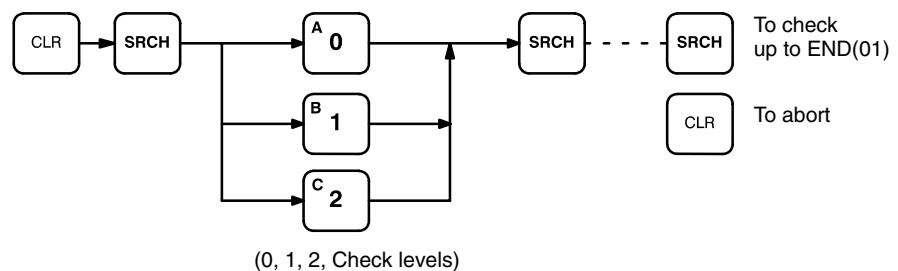 CLR
SRCH
A 0
SRCH
SRCH
To check
up to END(01)
B 1
CLR
To abort
C 2
(0, 1, 2, Check levels)